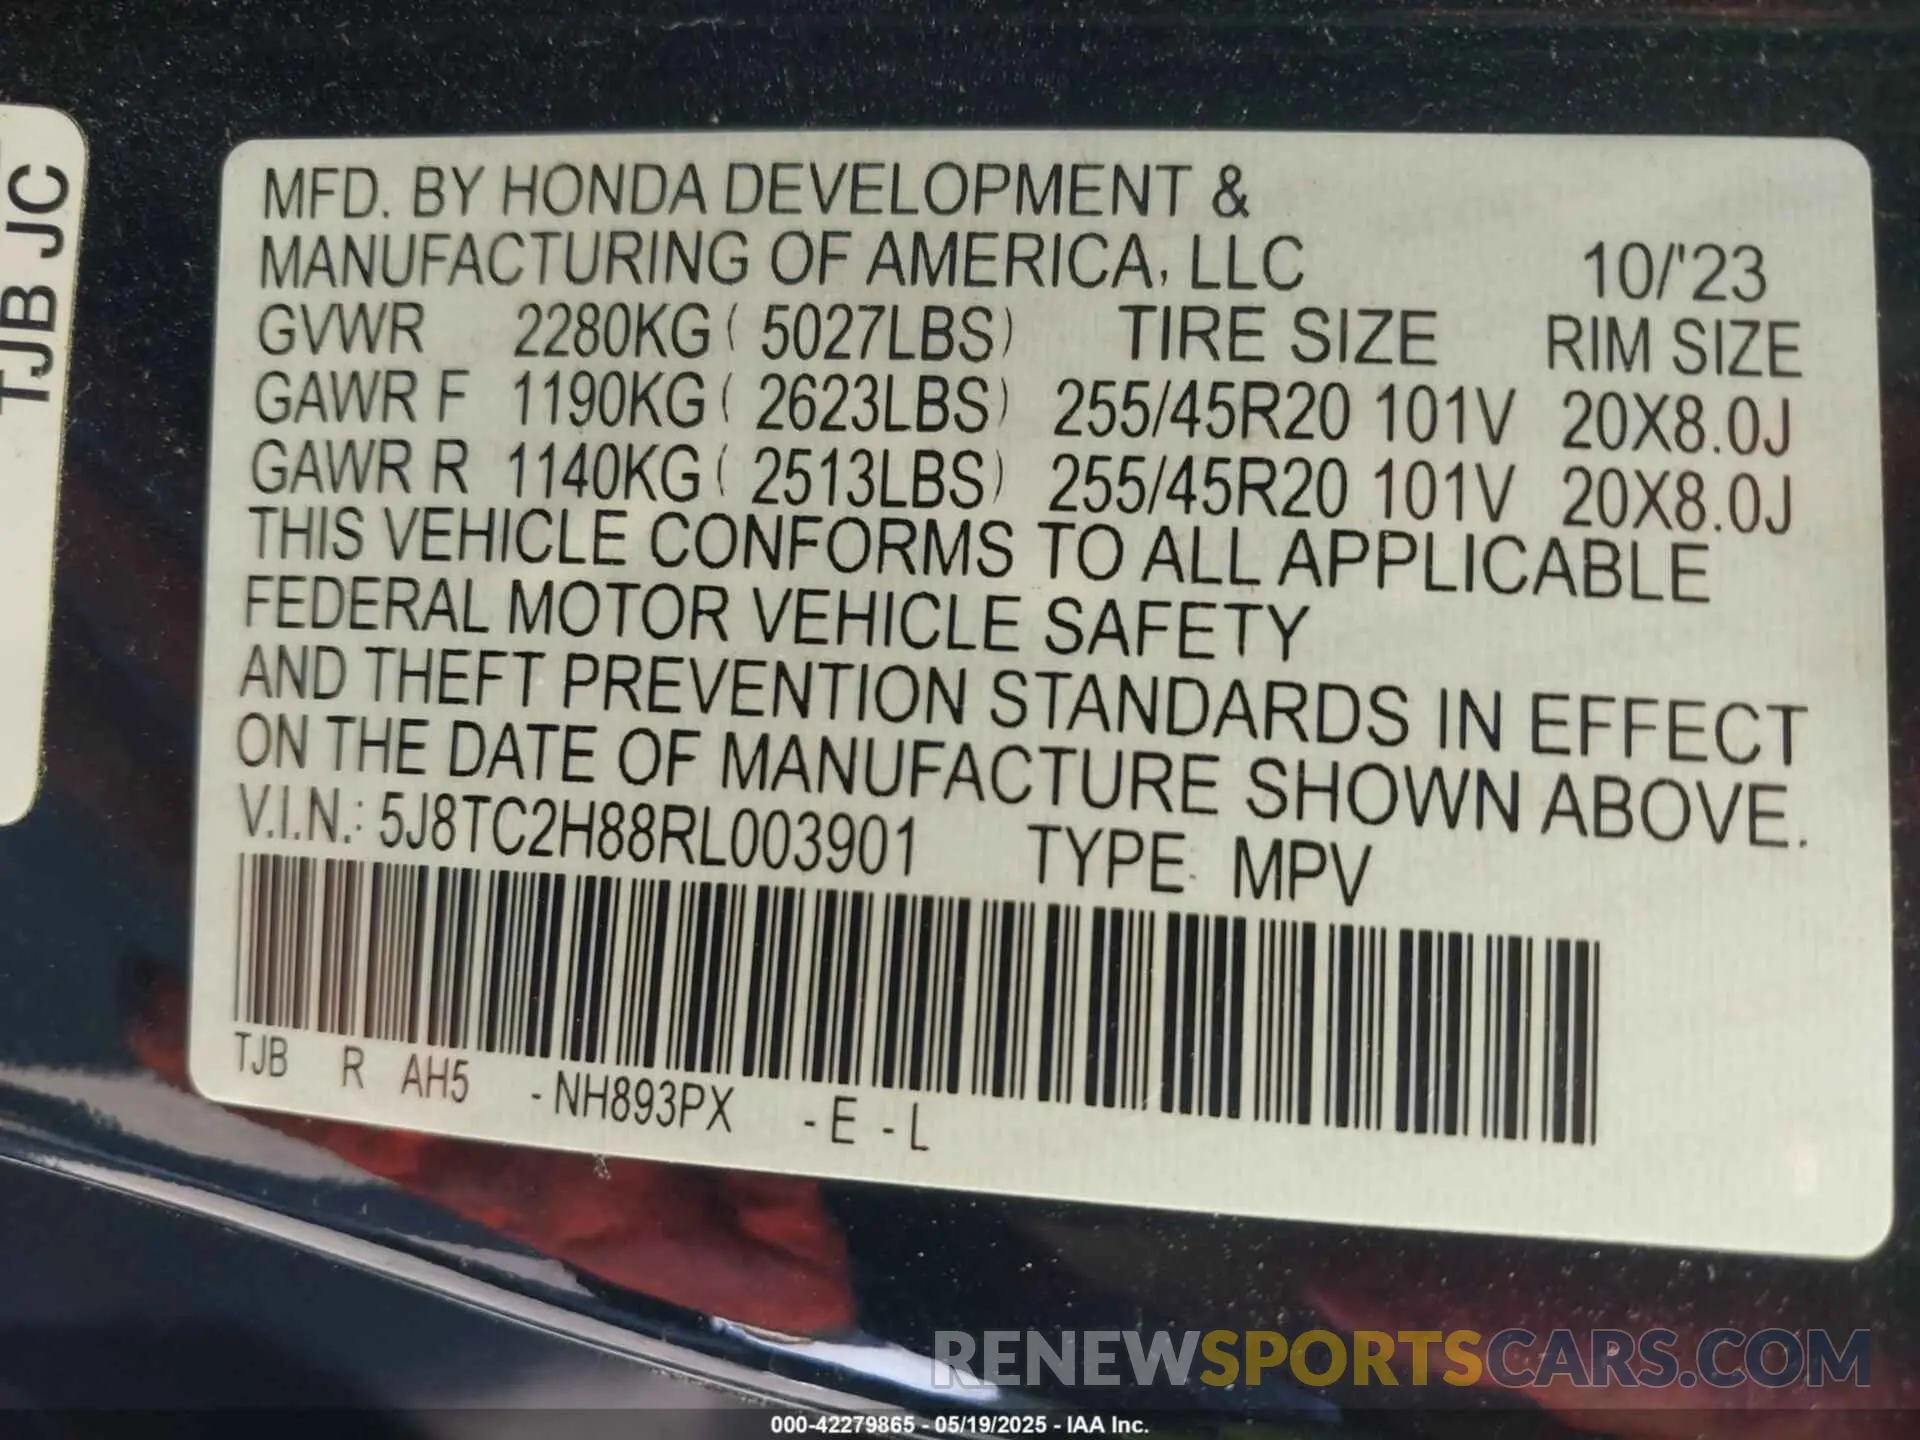 TJB JC
MFD. BY HONDA DEVELOPMENT &
MANUFACTURING OF AMERICA, LLC 10/'23
GVWR 2280KG ( 5027LBS) TIRE SIZE RIM SIZE
GAWR F 1190KG ( 2623LBS) 255/45R20 101V 20X8.0J
GAWR R 1140KG ( 2513LBS) 255/45R20 101V 20X8.0J
THIS VEHICLE CONFORMS TO ALL APPLICABLE
FEDERAL MOTOR VEHICLE SAFETY
AND THEFT PREVENTION STANDARDS IN EFFECT
ON THE DATE OF MANUFACTURE SHOWN ABOVE.
V.I.N.: 5J8TC2H88RL003901 TYPE: MPV
TJB R AH5 -NH893PX -E -L
RENEWSPORTSCARS.COM
000-42279865 - 05/19/2025 - IAA Inc.